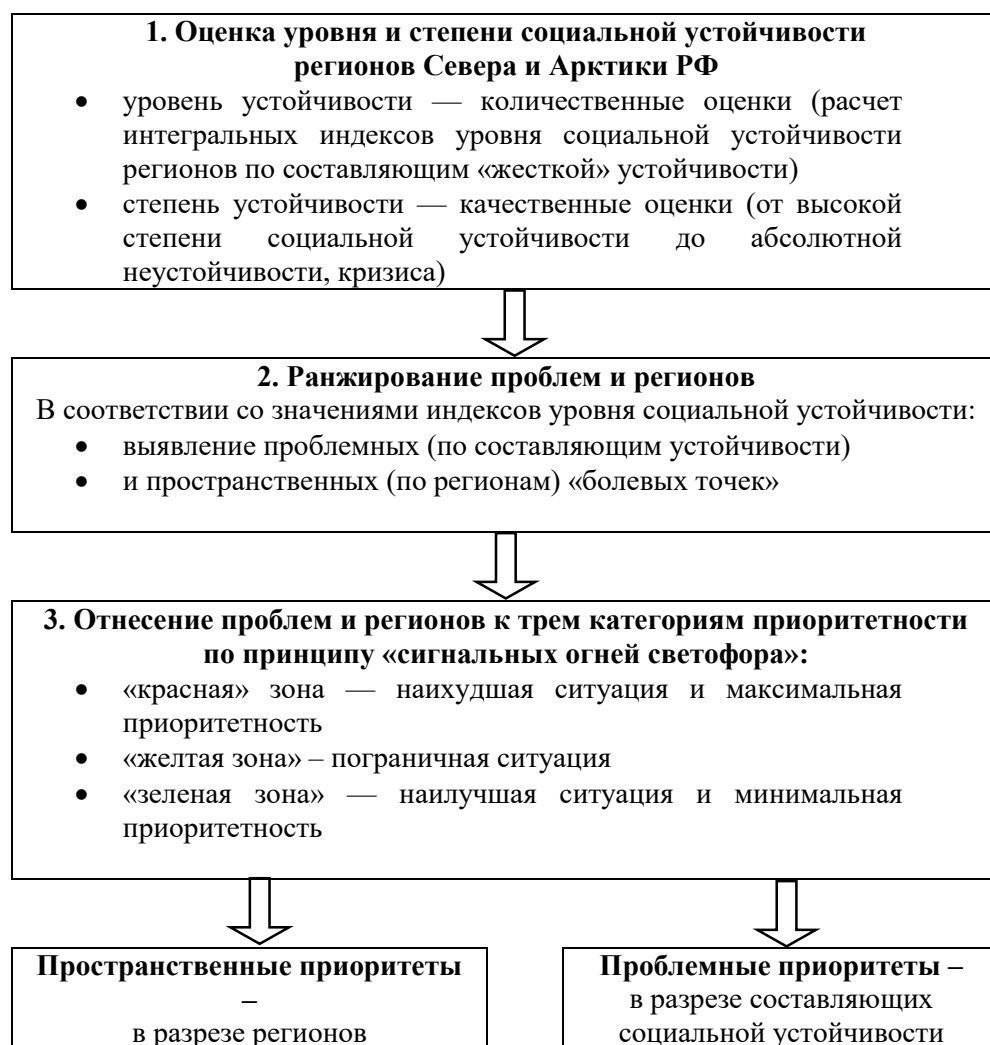 1. Оценка уровня и степени социальной устойчивости
регионов Севера и Арктики РФ
• уровень устойчивости — количественные оценки (расчет
интегральных индексов уровня социальной устойчивости
регионов по составляющим «жесткой» устойчивости)
• степень устойчивости — качественные оценки (от высокой
степени социальной устойчивости до абсолютной
неустойчивости, кризиса)
2. Ранжирование проблем и регионов
В соответствии со значениями индексов уровня социальной устойчивости:
• выявление проблемных (по составляющим устойчивости)
• и пространственных (по регионам) «болевых точек»
3. Отнесение проблем и регионов к трем категориям приоритетности
по принципу «сигнальных огней светофора»:
• «красная» зона — наихудшая ситуация и максимальная
приоритетность
• «желтая зона» – пограничная ситуация
• «зеленая зона» — наилучшая ситуация и минимальная
приоритетность
Пространственные приоритеты
–
в разрезе регионов
Проблемные приоритеты –
в разрезе составляющих
социальной устойчивости